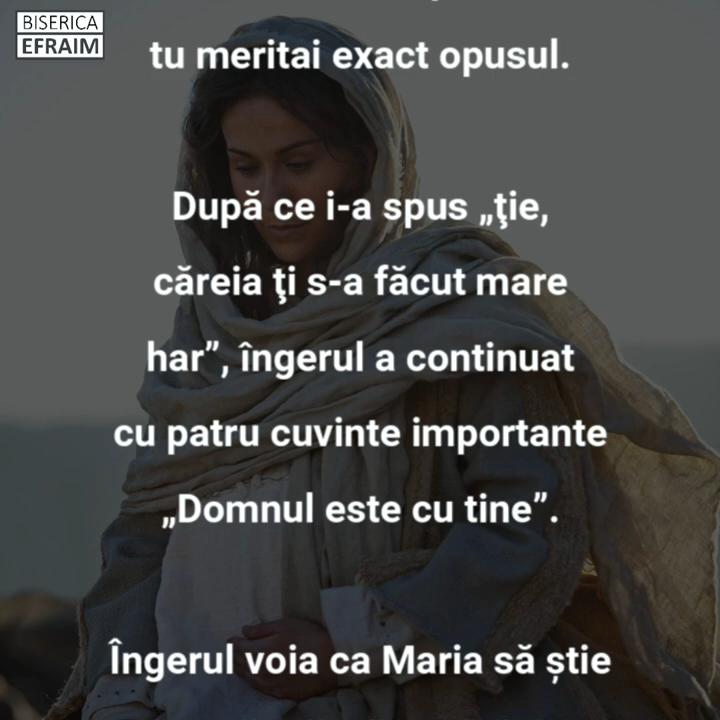 BISERICA
EFRAIM
tu meritai exact opusul.
După ce i-a spus „ţie,
căreia ţi s-a făcut mare
har”, îngerul a continuat
cu patru cuvinte importante
„Domnul este cu tine”.
Îngerul voia ca Maria să știe